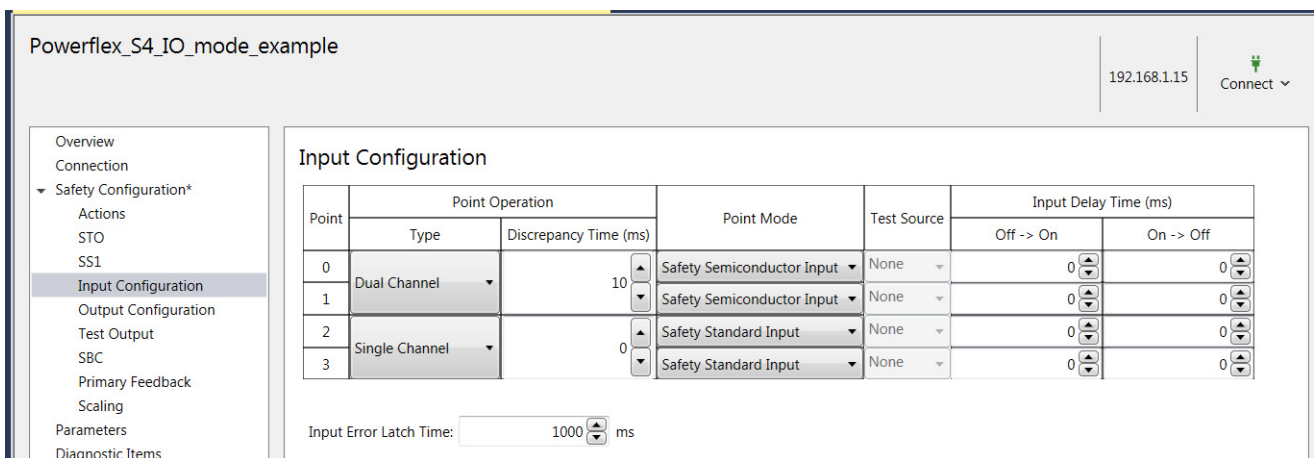 Powerflex_S4_IO_mode_example
192.168.1.15
Connect
Overview
Connection
Safety Configuration*
Actions
STO
SS1
Input Configuration
Output Configuration
Test Output
SBC
Primary Feedback
Scaling
Parameters
Diagnostic Items
Input Configuration
Point Point Operation Point Mode Test Source Input Delay Time (ms)
Type Discrepancy Time (ms) Off -> On On -> Off
0 Dual Channel 10 Safety Semiconductor Input None 0 0
1 Safety Semiconductor Input None 0 0
2 Single Channel 0 Safety Standard Input None 0 0
3 Safety Standard Input None 0 0
Input Error Latch Time: 1000 ms